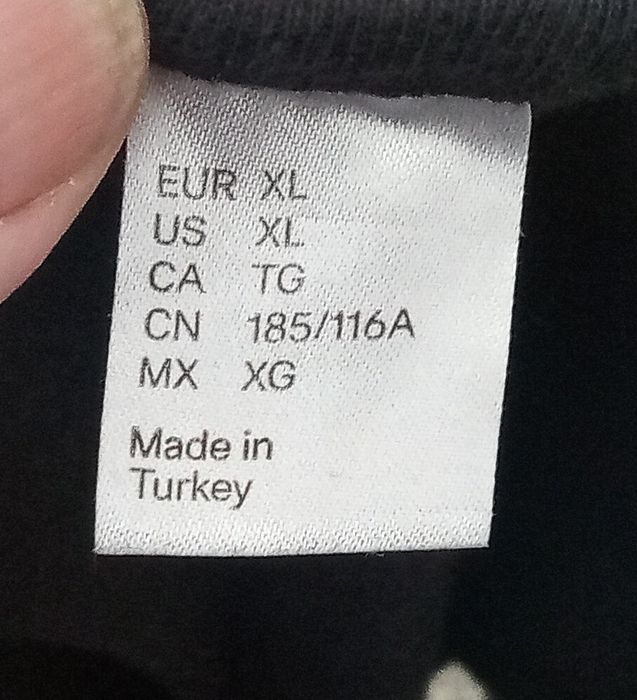 EUR XL
US XL
CA TG
CN 185/116A
MX XG
Made in
Turkey